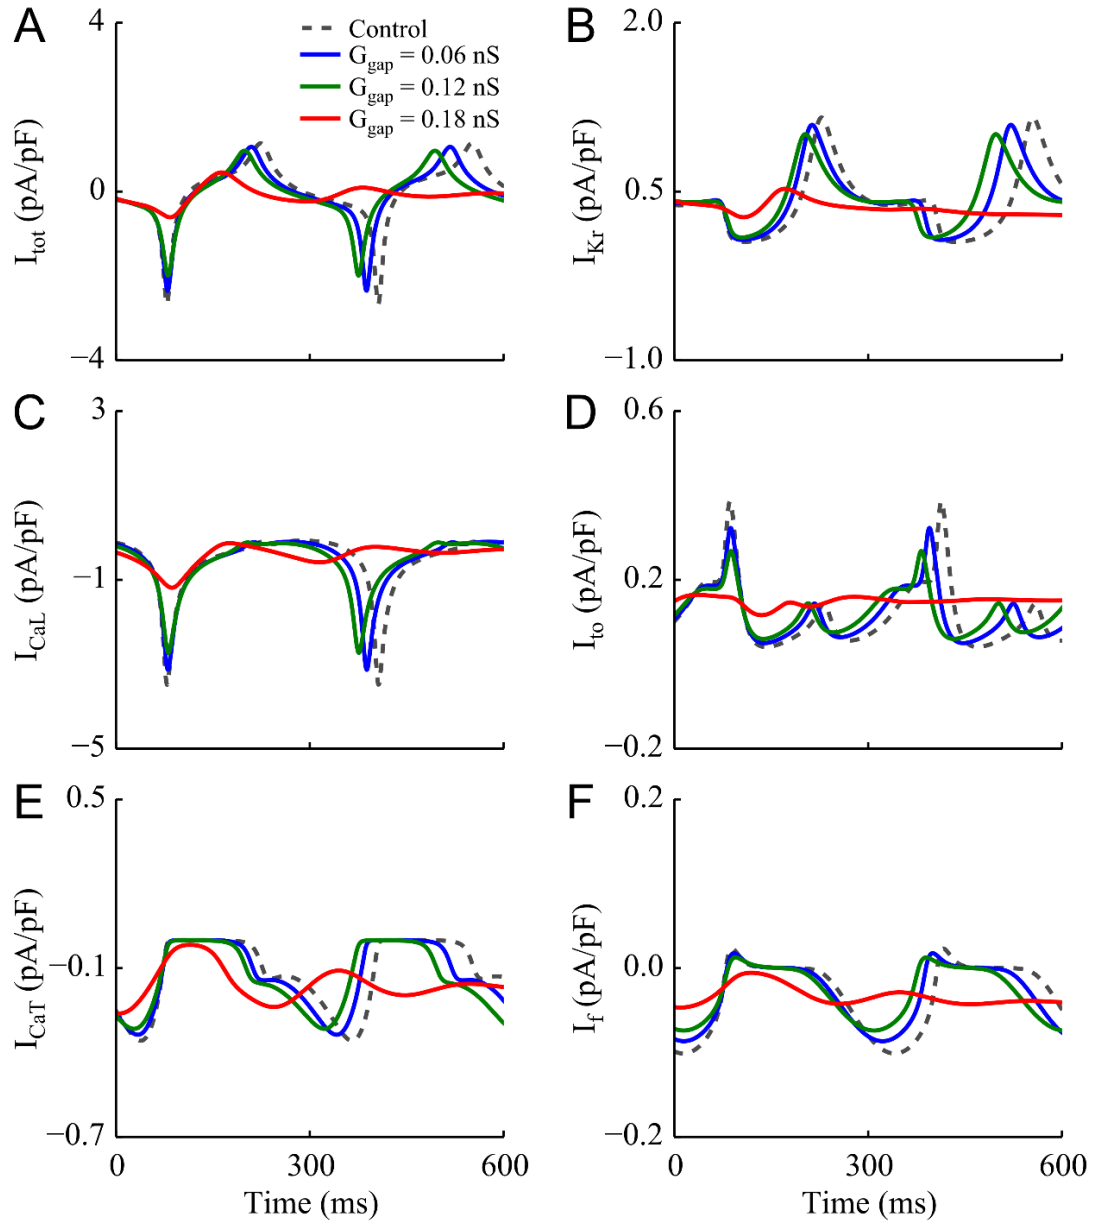 A
4
0
−4
I_tot (pA/pF)
Control
G_gap = 0.06 nS
G_gap = 0.12 nS
G_gap = 0.18 nS
0
300
600
B
2.0
0.5
−1.0
I_Kr (pA/pF)
C
3
−1
−5
I_CaL (pA/pF)
D
0.6
0.2
−0.2
I_to (pA/pF)
E
0.5
−0.1
−0.7
I_CaT (pA/pF)
0
300
600
Time (ms)
F
0.2
0.0
−0.2
I_f (pA/pF)
0
300
600
Time (ms)